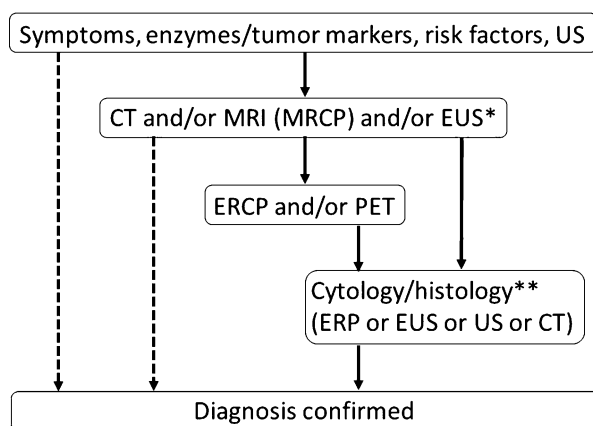 Symptoms, enzymes/tumor markers, risk factors, US
CT and/or MRI (MRCP) and/or EUS*
ERCP and/or PET
Cytology/histology**
(ERP or EUS or US or CT)
Diagnosis confirmed